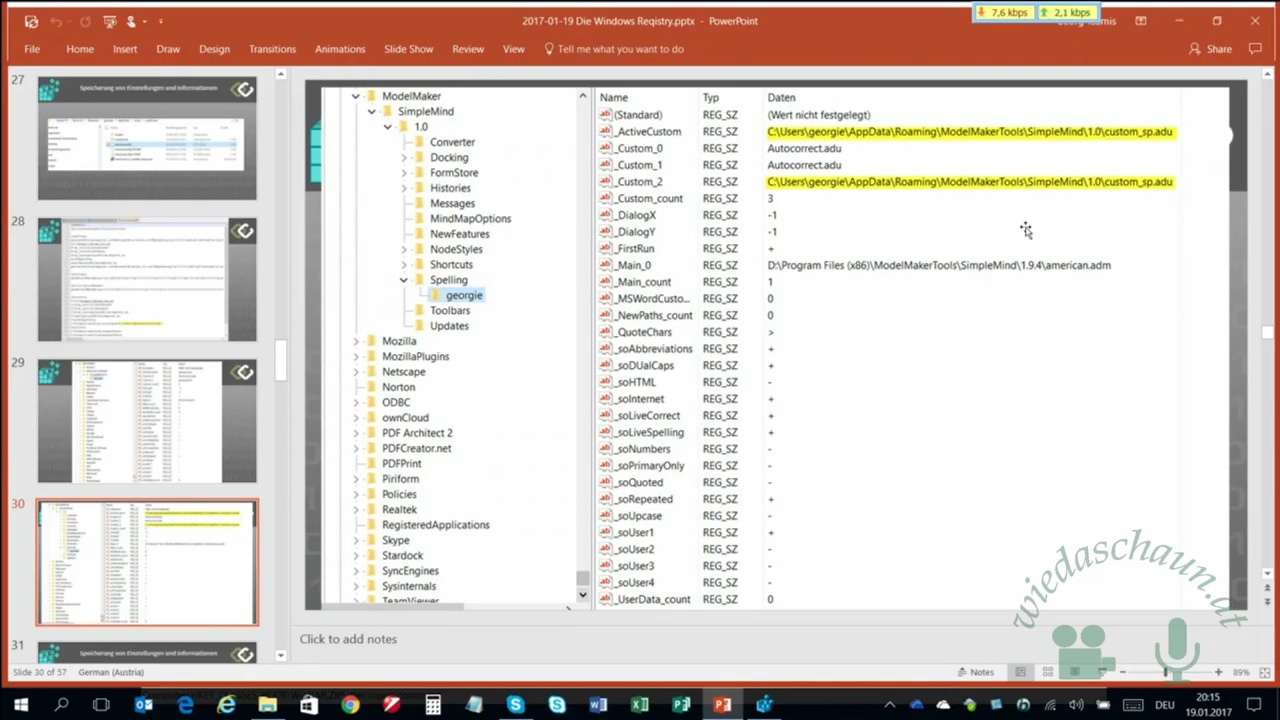 7,6 kbps
2,1 kbps
2017-01-19 Die Windows Registry.pptx - PowerPoint
File
Home
Insert
Draw
Design
Transitions
Animations
Slide Show
Review
View
Tell me what you want to do
Share
27
Speicherung von Einstellungen und Informationen
28
29
30
31
Speicherung von Einstellungen und Informationen
ModelMaker
SimpleMind
1.0
Converter
Docking
FormStore
Histories
Messages
MindMapOptions
NewFeatures
NodeStyles
Shortcuts
Spelling
georgie
Toolbars
Updates
Mozilla
MozillaPlugins
Netscape
Norton
ODBC
ownCloud
PDF Architect 2
PDFCreator.net
PDFPrint
Piriform
Policies
Realtek
RegisteredApplications
Skype
Stardock
SyncEngines
Sysinternals
TeamViewer
Name Typ Daten
(Standard) REG_SZ (Wert nicht festgelegt)
_ActiveCustom REG_SZ C:\Users\georgie\AppData\Roaming\ModelMakerTools\SimpleMind\1.0\custom_sp.adu
_Custom_0 REG_SZ Autocorrect.adu
_Custom_1 REG_SZ Autocorrect.adu
_Custom_2 REG_SZ C:\Users\georgie\AppData\Roaming\ModelMakerTools\SimpleMind\1.0\custom_sp.adu
_Custom_count REG_SZ 3
_DialogX REG_SZ -1
_DialogY REG_SZ -1
_FirstRun REG_SZ +
_Main_0 REG_SZ D:\Program Files (x86)\ModelMakerTools\SimpleMind\1.9.4\american.adm
_Main_count REG_SZ 1
_MSWordCusto... REG_SZ -
_NewPaths_count REG_SZ 0
_QuoteChars REG_SZ >
_soAbbreviations REG_SZ +
_soDUalCaps REG_SZ +
_soHTML REG_SZ -
_soInternet REG_SZ +
_soLiveCorrect REG_SZ +
_soLiveSpelling REG_SZ +
_soNumbers REG_SZ -
_soPrimaryOnly REG_SZ -
_soQuoted REG_SZ -
_soRepeated REG_SZ +
_soUpcase REG_SZ -
_soUser1 REG_SZ +
_soUser2 REG_SZ -
_soUser3 REG_SZ -
_soUser4 REG_SZ -
_UserData_count REG_SZ 0
wiedaschaun.at
Click to add notes
Slide 30 of 57
German (Austria)
Notes
89%
DEU
20:15
19.01.2017